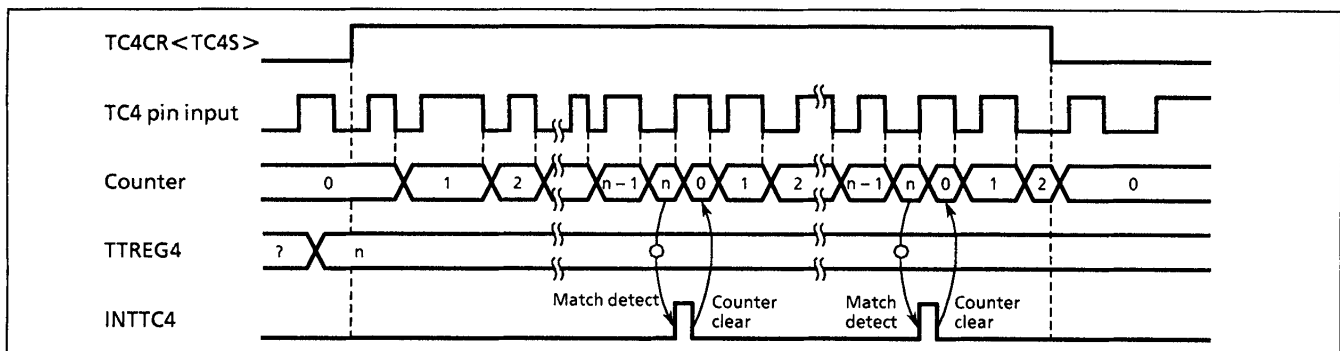 TC4CR<TC4S>
TC4 pin input
Counter 0 1 2 n-1 n 0 1 2 n-1 n 0 1 2 0
TTREG4 ? n
Match detect Counter clear Match detect Counter clear
INTTC4